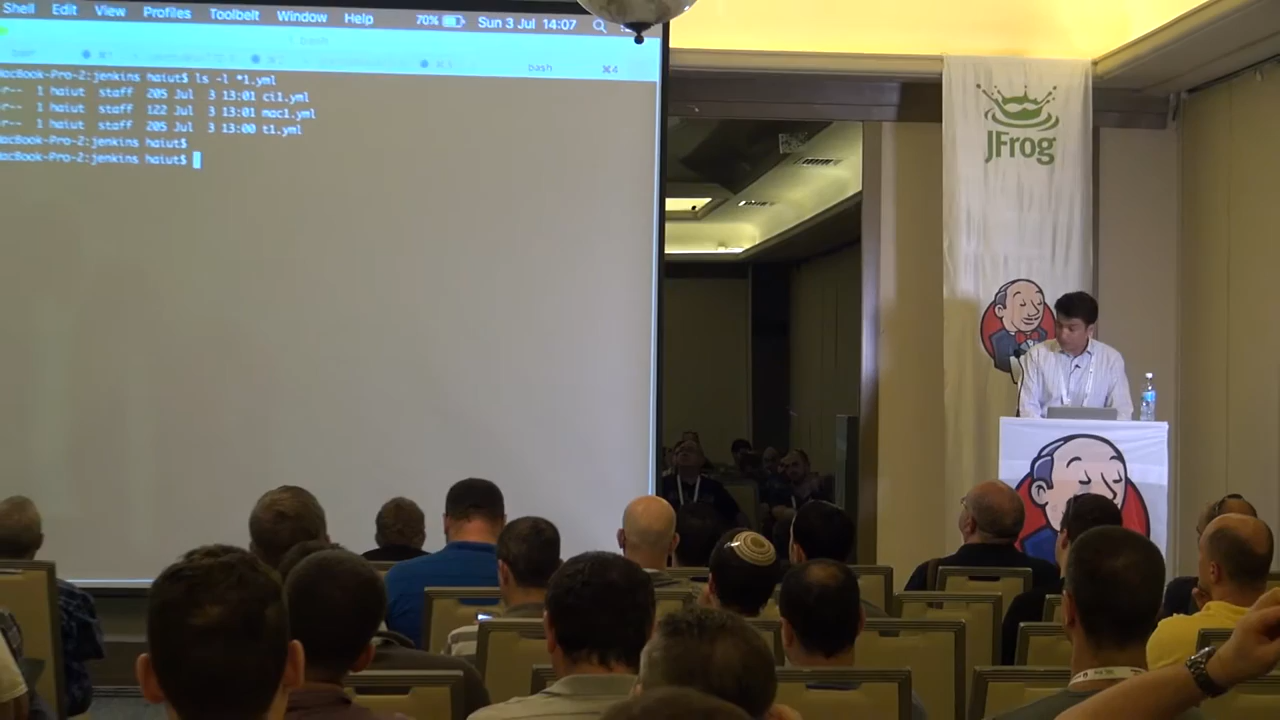 Shell Edit View Profiles Toolbelt Window Help 70% Sun 3 Jul 14:07
bash
bash ⌘4
MacBook-Pro-2:jenkins haiut$ ls -l *1.yml
r-- 1 haiut staff 205 Jul 3 13:01 ci1.yml
r-- 1 haiut staff 122 Jul 3 13:01 mac1.yml
r-- 1 haiut staff 205 Jul 3 13:00 t1.yml
MacBook-Pro-2:jenkins haiut$
MacBook-Pro-2:jenkins haiut$
JFrog